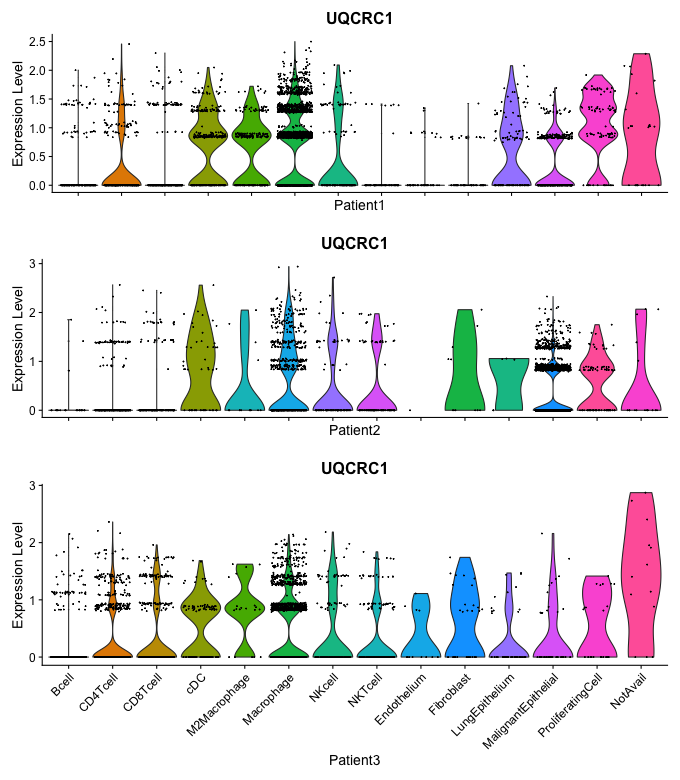 UQCRC1
Expression Level
2.5
2.0
1.5
1.0
0.5
0.0
Patient1
UQCRC1
Expression Level
3
2
1
0
Patient2
UQCRC1
Expression Level
3
2
1
0
Bcell
CD4Tcell
CD8Tcell
cDC
M2Macrophage
Macrophage
NKcell
NKTcell
Endothelium
Fibroblast
LungEpithelium
MalignantEpithelial
ProliferatingCell
NotAvail
Patient3